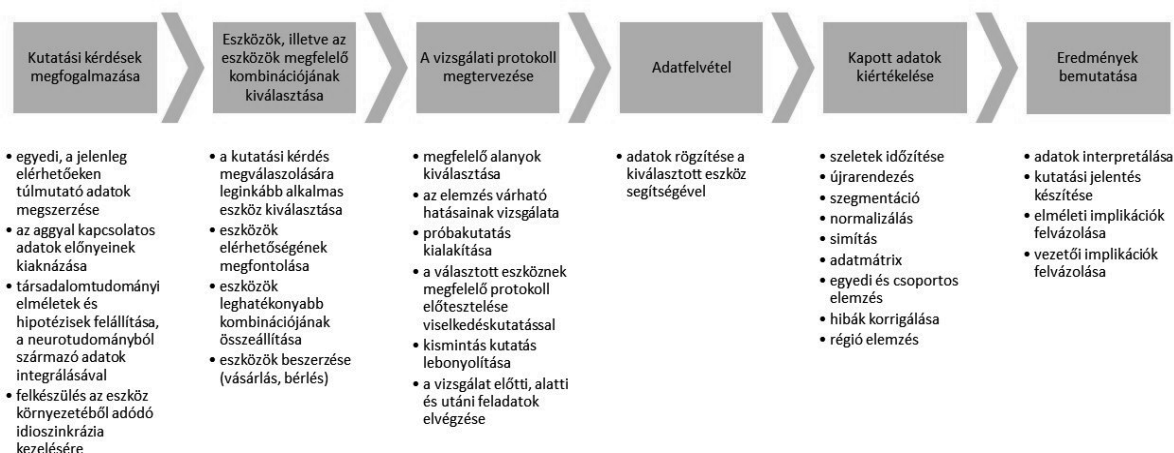 Kutatási kérdések
megfogalmazása
Eszközök, illetve az
eszközök megfelelő
kombinációjának
kiválasztása
A vizsgálati protokoll
megtervezése
Adatfelvétel
Kapott adatok
kiértékelése
Eredmények
bemutatása
• egyedi, a jelenleg
elérhetőeken
túlmutató adatok
megszerzése
• az aggyal kapcsolatos
adatok előnyeinek
kiaknázása
• társadalomtudományi
elméletek és
hipotézisek felállítása,
a neurotudományból
származó adatok
integrálásával
• felkészülés az eszköz
környezetéből adódó
idioszinkrázia
kezelésére
• a kutatási kérdés
megválaszolására
leginkább alkalmas
eszköz kiválasztása
• eszközök
elérhetőségének
megfontolása
• eszközök
leghatékonyabb
kombinációjának
összeállítása
• eszközök beszerzése
(vásárlás, bérlés)
• megfelelő alanyok
kiválasztása
• az elemzés várható
hatásainak vizsgálata
• próbakutatás
kialakítása
• a választott eszköznek
megfelelő protokoll
előtesztelése
viselkedéskutatással
• kismintás kutatás
lebonyolítása
• a vizsgálat előtti, alatti
és utáni feladatok
elvégzése
• adatok rögzítése a
kiválasztott eszköz
segítségével
• szeletek időzítése
• újrarendezés
• szegmentáció
• normalizálás
• simítás
• adatmátrix
• egyedi és csoportos
elemzés
• hibák korrigálása
• régió elemzés
• adatok interpretálása
• kutatási jelentés
készítése
• elméleti implikációk
felvázolása
• vezetői implikációk
felvázolása